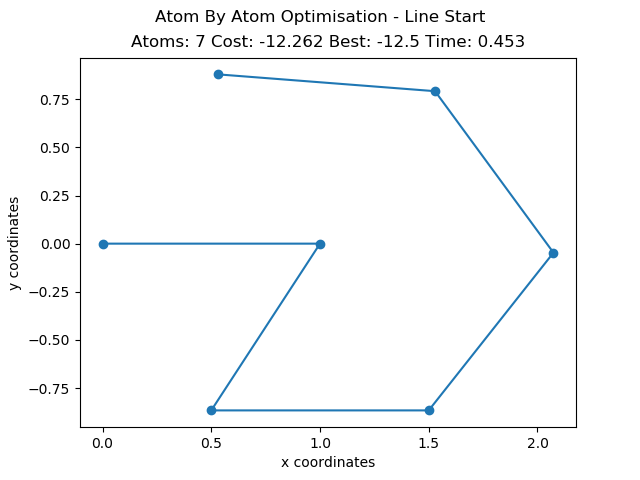 Atom By Atom Optimisation - Line Start
Atoms: 7 Cost: -12.262 Best: -12.5 Time: 0.453
0.75
0.50
0.25
0.00
−0.25
−0.50
−0.75
y coordinates
0.0 0.5 1.0 1.5 2.0
x coordinates